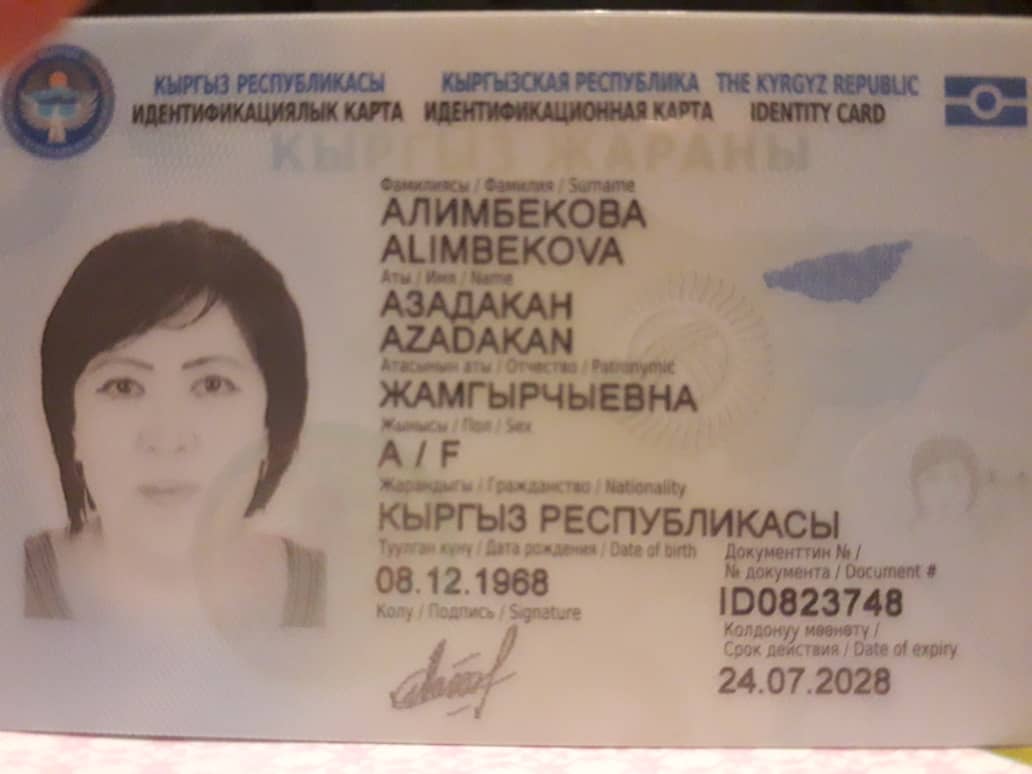 КЫРГЫЗ РЕСПУБЛИКАСЫ КЫРГЫЗСКАЯ РЕСПУБЛИКА THE KYRGYZ REPUBLIC
ИДЕНТИФИКАЦИЯЛЫК КАРТА ИДЕНТИФИКАЦИОННАЯ КАРТА IDENTITY CARD
КЫРГЫЗ ЖАРАНЫ
Фамилиясы / Фамилия / Surname
АЛИМБЕКОВА
ALIMBEKOVA
Аты / Имя / Name
АЗАДАКАН
AZADAKAN
Атасынын аты / Отчество / Patronymic
ЖАМГЫРЧЫЕВНА
Жынысы / Пол / Sex
А / F
Жарандыгы / Гражданство / Nationality
КЫРГЫЗ РЕСПУБЛИКАСЫ
Туулган күнү / Дата рождения / Date of birth
08.12.1968
Колу / Подпись / Signature
Документтин № /
№ документа / Document #
ID0823748
Колдонуу мөөнөтү /
Срок действия / Date of expiry
24.07.2028